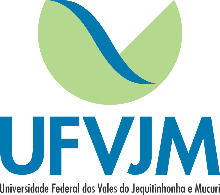 UFVJM
Universidade Federal dos Vales do Jequitinhonha e Mucuri